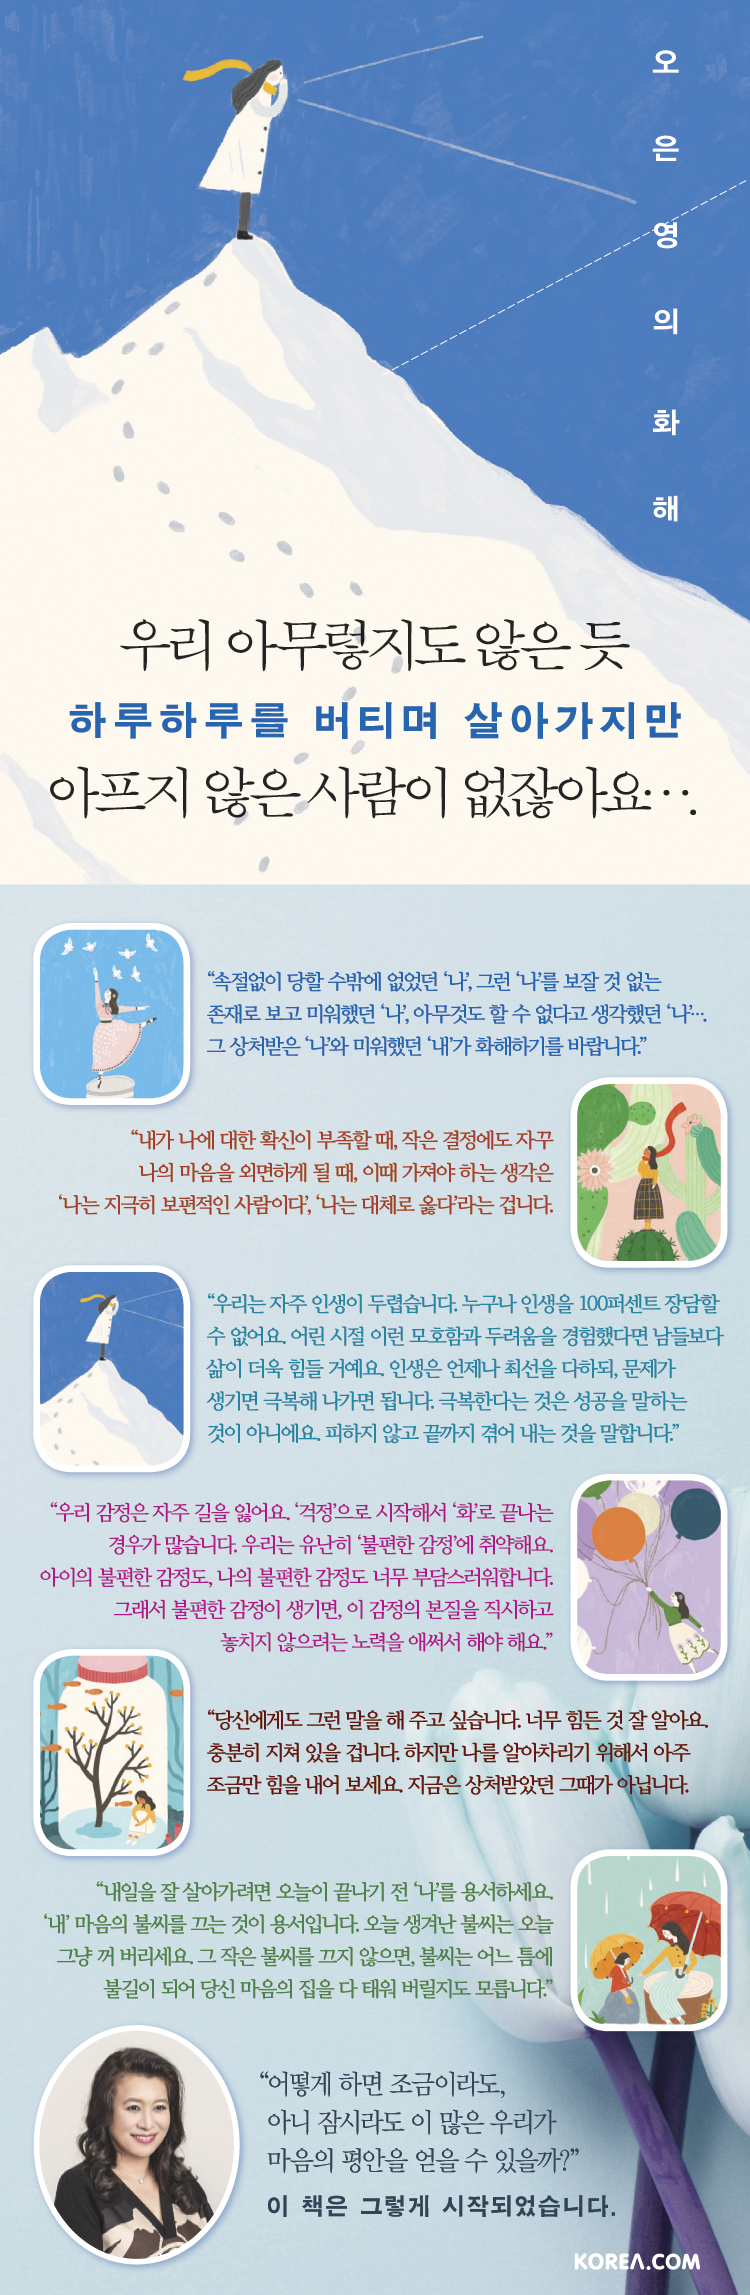 오은영의화해
우리 아무렇지도 않은 듯
하루하루를 버티며 살아가지만
아프지 않은 사람이 없잖아요….
“속절없이 당할 수밖에 없었던 ‘나’, 그런 ‘나’를 보잘 것 없는
존재로 보고 미워했던 ‘나’, 아무것도 할 수 없다고 생각했던 ‘나’….
그 상처받은 ‘나’와 미워했던 ‘내’가 화해하기를 바랍니다.”
“내가 나에 대한 확신이 부족할 때, 작은 결정에도 자꾸
나의 마음을 외면하게 될 때, 이때 가져야 하는 생각은
‘나는 지극히 보편적인 사람이다’, ‘나는 대체로 옳다’라는 겁니다.
“우리는 자주 인생이 두렵습니다. 누구나 인생을 100퍼센트 장담할
수 없어요. 어린 시절 이런 모호함과 두려움을 경험했다면 남들보다
삶이 더욱 힘들 거예요. 인생은 언제나 최선을 다하되, 문제가
생기면 극복해 나가면 됩니다. 극복한다는 것은 성공을 말하는
것이 아니에요. 피하지 않고 끝까지 겪어 내는 것을 말합니다.”
“우리 감정은 자주 길을 잃어요. ‘걱정’으로 시작해서 ‘화’로 끝나는
경우가 많습니다. 우리는 유난히 ‘불편한 감정’에 취약해요.
아이의 불편한 감정도, 나의 불편한 감정도 너무 부담스러워합니다.
그래서 불편한 감정이 생기면, 이 감정의 본질을 직시하고
놓치지 않으려는 노력을 애써서 해야 해요.”
“당신에게도 그런 말을 해 주고 싶습니다. 너무 힘든 것 잘 알아요.
충분히 지쳐 있을 겁니다. 하지만 나를 알아차리기 위해서 아주
조금만 힘을 내어 보세요. 지금은 상처받았던 그때가 아닙니다.
“내일을 잘 살아가려면 오늘이 끝나기 전 ‘나’를 용서하세요.
‘내’ 마음의 불씨를 끄는 것이 용서입니다. 오늘 생겨난 불씨는 오늘
그냥 꺼 버리세요. 그 작은 불씨를 끄지 않으면, 불씨는 어느 틈에
불길이 되어 당신 마음의 집을 다 태워 버릴지도 모릅니다.”
“어떻게 하면 조금이라도,
아니 잠시라도 이 많은 우리가
마음의 평안을 얻을 수 있을까?”
이 책은 그렇게 시작되었습니다.
KOREA.COM